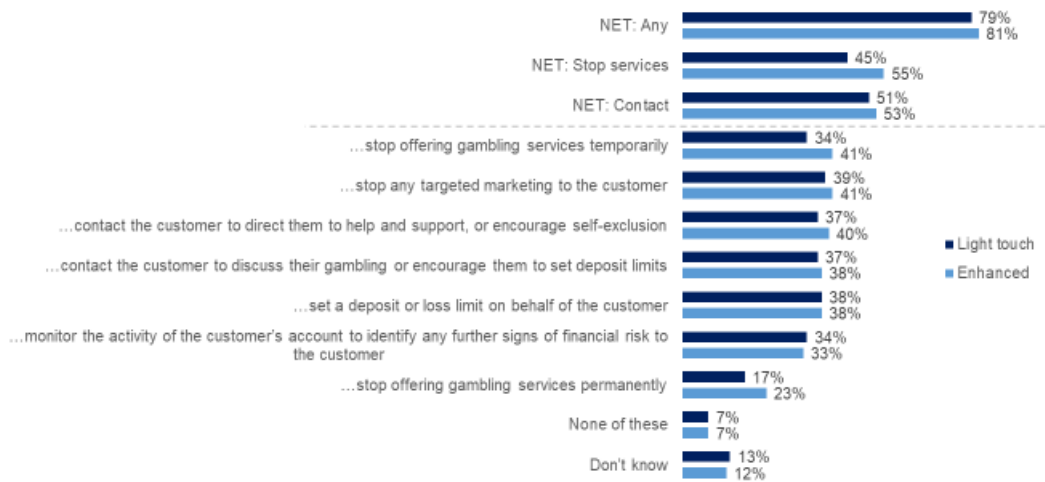 NET: Any
79%
81%
NET: Stop services
45%
55%
NET: Contact
51%
53%
…stop offering gambling services temporarily
34%
41%
…stop any targeted marketing to the customer
39%
41%
…contact the customer to direct them to help and support, or encourage self-exclusion
37%
40%
…contact the customer to discuss their gambling or encourage them to set deposit limits
37%
38%
…set a deposit or loss limit on behalf of the customer
38%
38%
…monitor the activity of the customer's account to identify any further signs of financial risk to
the customer
34%
33%
…stop offering gambling services permanently
17%
23%
None of these
7%
7%
Don't know
13%
12%
Light touch
Enhanced